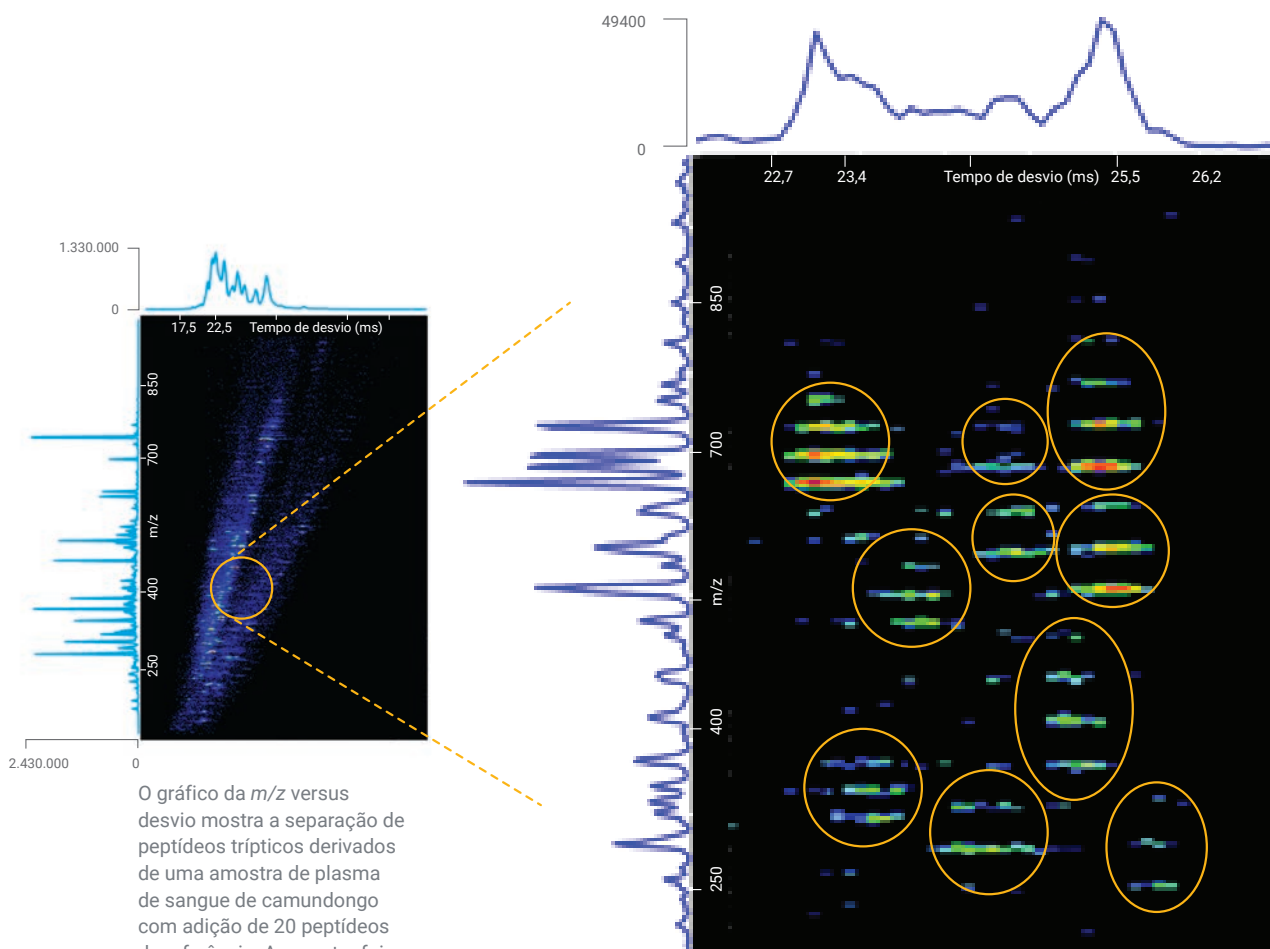 49400
0
22,7 23,4 Tempo de desvio (ms) 25,5 26,2
850
700
m/z
400
250
1.330.000
0
17,5 22,5 Tempo de desvio (ms)
850
700
m/z
400
250
2.430.000 0
O gráfico da m/z versus
desvio mostra a separação de
peptídeos trípticos derivados
de uma amostra de plasma
de sangue de camundongo
com adição de 20 peptídeos